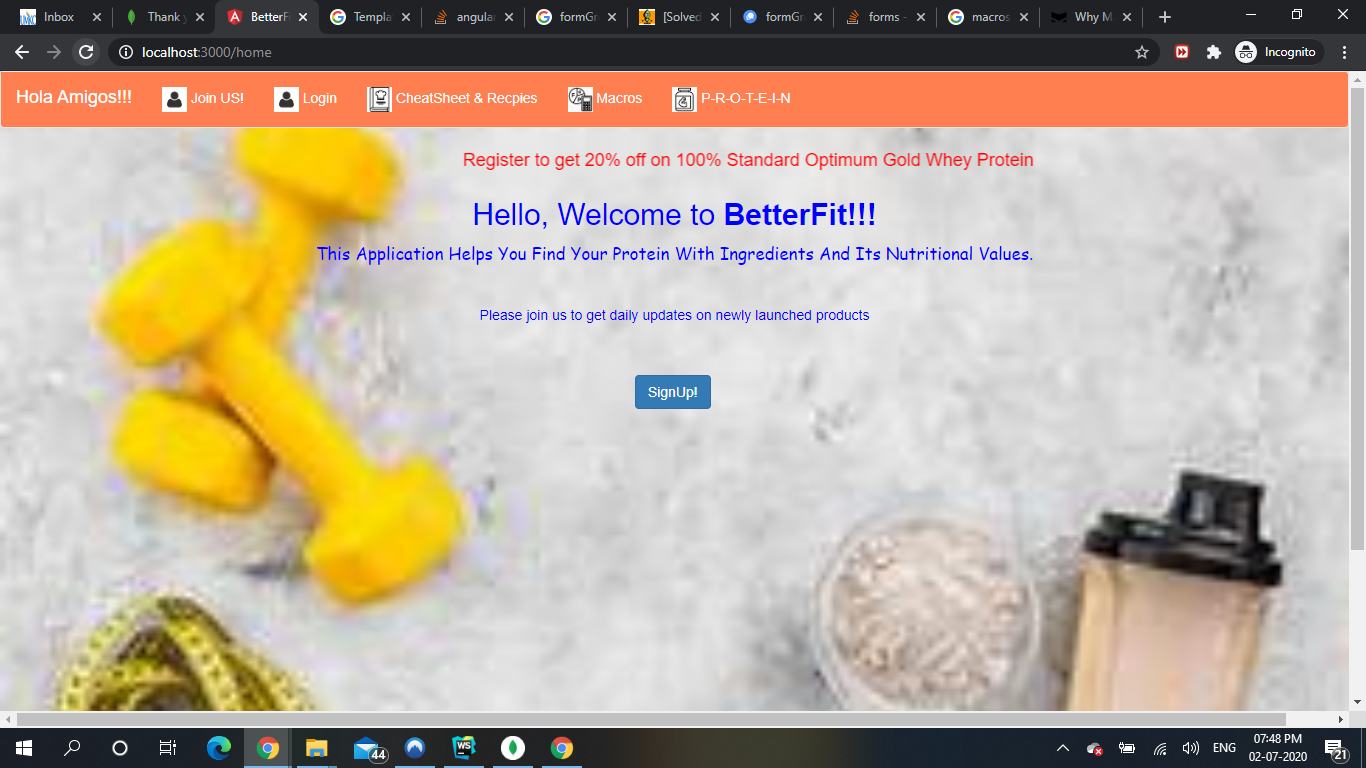 Inbox
Thank
BetterF
Templa
angular
formGr
[Solved
formGr
forms -
macros
Why M
localhost:3000/home
Incognito
Hola Amigos!!!
Join US!
Login
CheatSheet & Recpies
Macros
P-R-O-T-E-I-N
Register to get 20% off on 100% Standard Optimum Gold Whey Protein
Hello, Welcome to BetterFit!!!
This Application Helps You Find Your Protein With Ingredients And Its Nutritional Values.
Please join us to get daily updates on newly launched products
SignUp!
44
WS
ENG
07:48 PM
02-07-2020
21